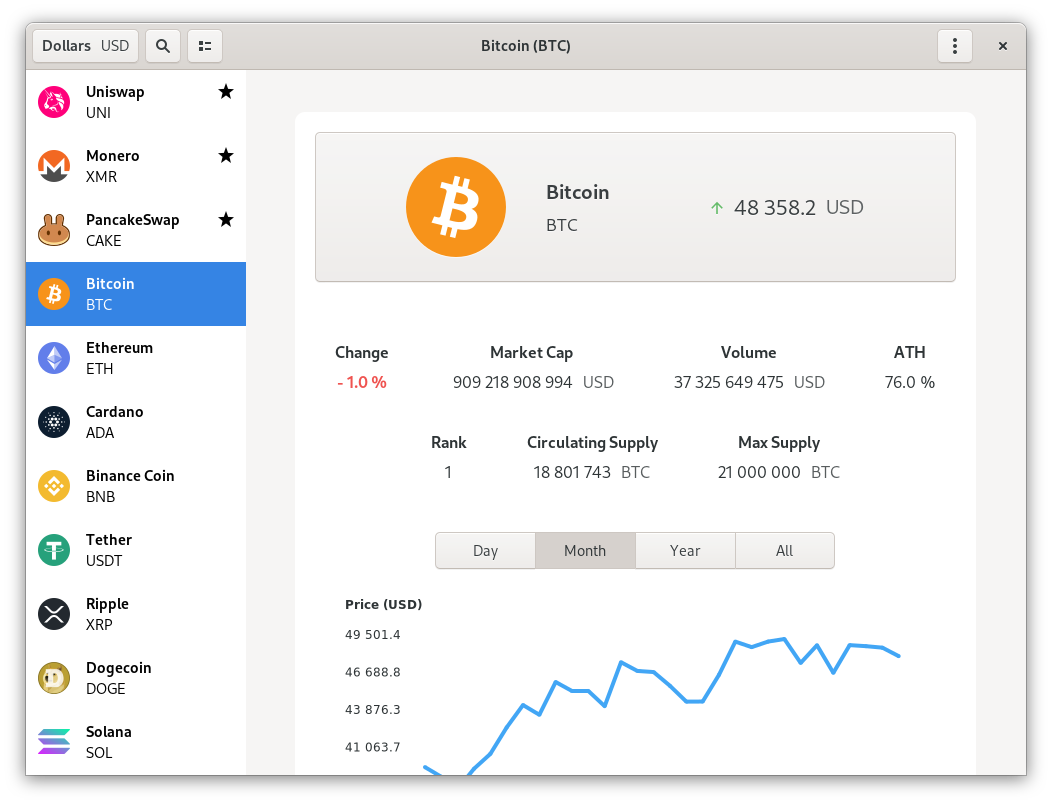 Dollars USD
Bitcoin (BTC)
Uniswap
UNI
Monero
XMR
PancakeSwap
CAKE
Bitcoin
BTC
Ethereum
ETH
Cardano
ADA
Binance Coin
BNB
Tether
USDT
Ripple
XRP
Dogecoin
DOGE
Solana
SOL
Bitcoin
BTC
48 358.2 USD
Change Market Cap Volume ATH
- 1.0 % 909 218 908 994 USD 37 325 649 475 USD 76.0 %
Rank Circulating Supply Max Supply
1 18 801 743 BTC 21 000 000 BTC
Day Month Year All
Price (USD)
49 501.4
46 688.8
43 876.3
41 063.7